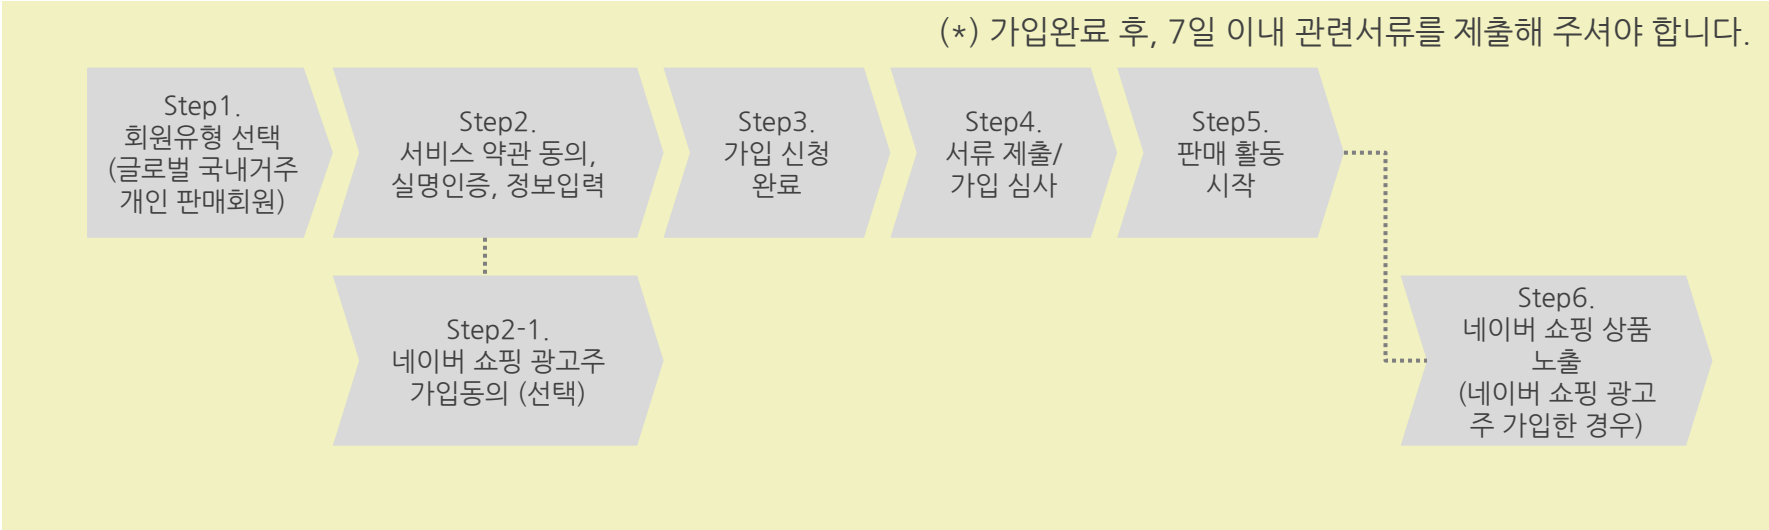 (*) 가입완료 후, 7일 이내 관련서류를 제출해 주셔야 합니다.
Step1.
회원유형 선택
(글로벌 국내거주
개인 판매회원)
Step2.
서비스 약관 동의,
실명인증, 정보입력
Step3.
가입 신청
완료
Step4.
서류 제출/
가입 심사
Step5.
판매 활동
시작
Step2-1.
네이버 쇼핑 광고주
가입동의 (선택)
Step6.
네이버 쇼핑 상품
노출
(네이버 쇼핑 광고
주 가입한 경우)